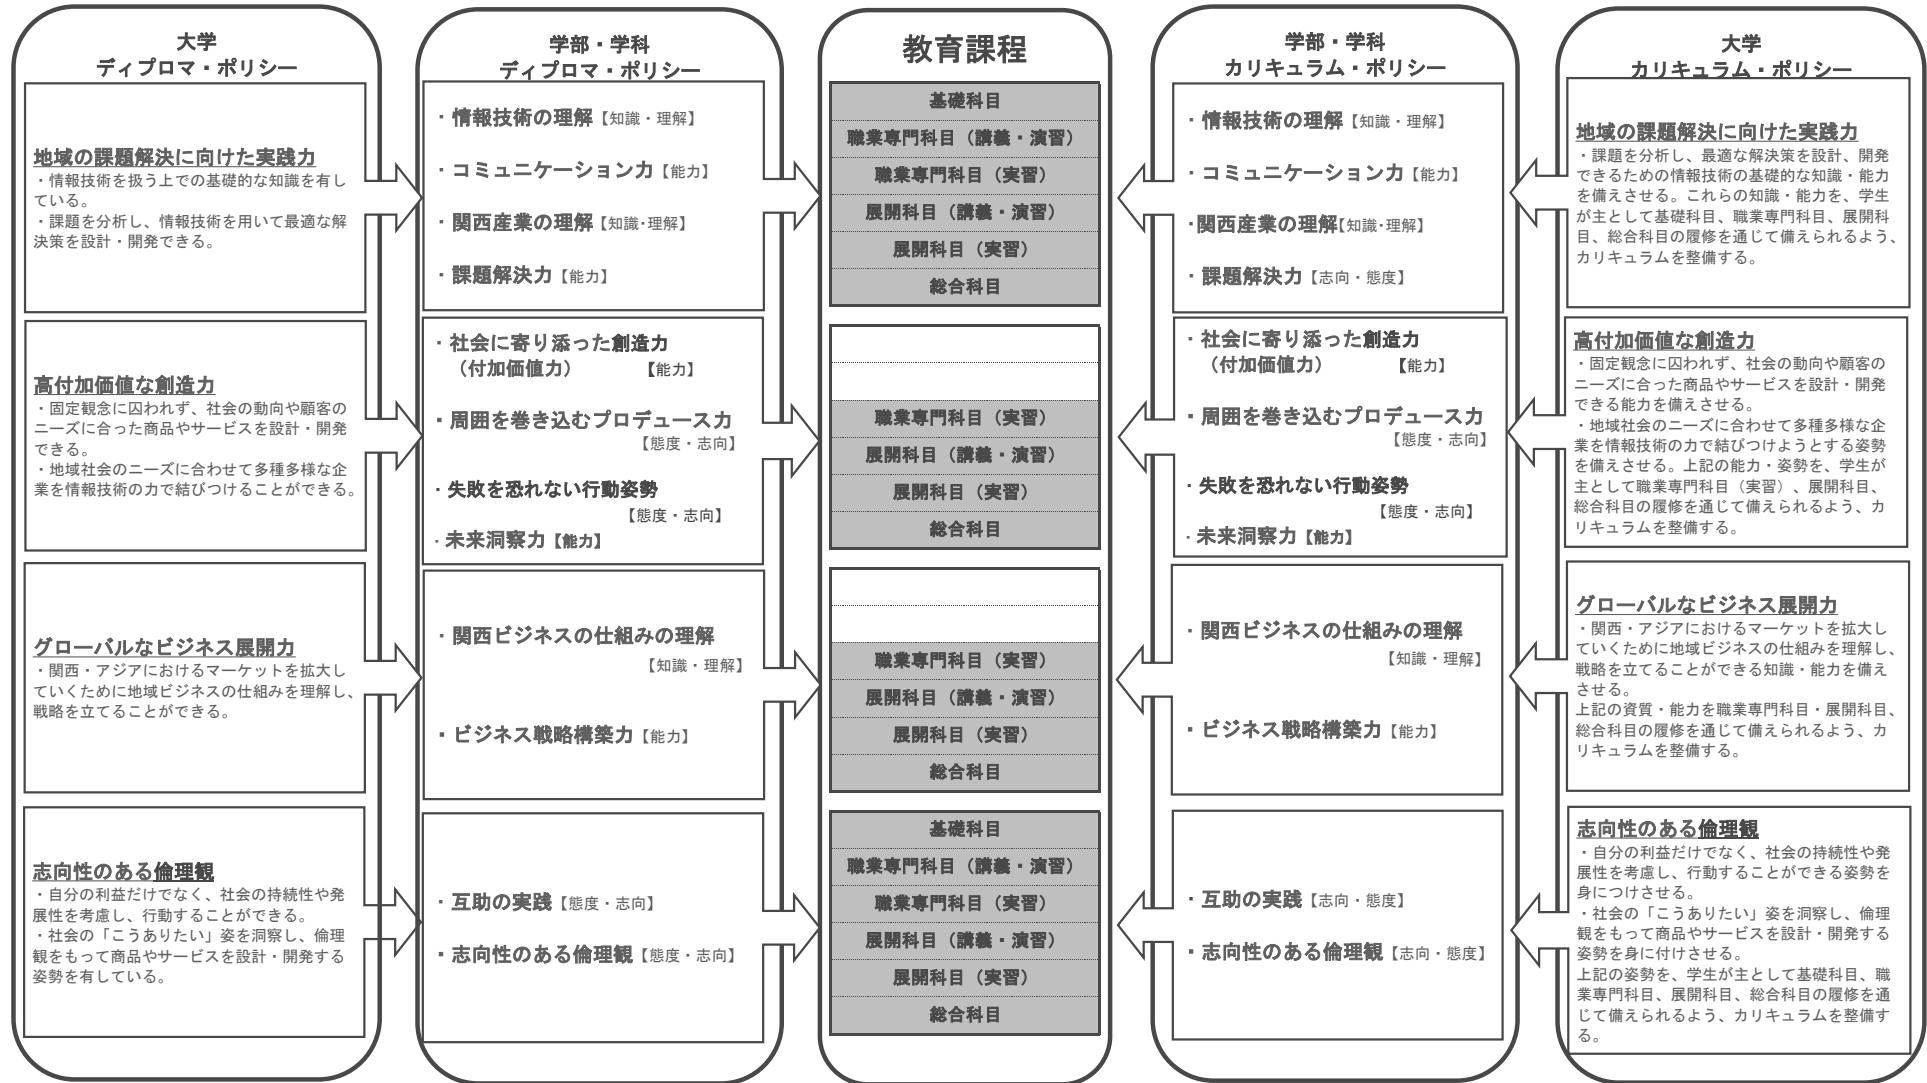 大学
ディプロマ・ポリシー
地域の課題解決に向けた実践力
・情報技術を扱う上での基礎的な知識を有し
ている。
・課題を分析し、情報技術を用いて最適な解
決策を設計・開発できる。
高付加価値な創造力
・固定観念に囚われず、社会の動向や顧客の
ニーズに合った商品やサービスを設計・開発
できる。
・地域社会のニーズに合わせて多種多様な企
業を情報技術の力で結びつけることができる。
グローバルなビジネス展開力
・関西・アジアにおけるマーケットを拡大し
ていくために地域ビジネスの仕組みを理解し、
戦略を立てることができる。
志向性のある倫理観
・自分の利益だけでなく、社会の持続性や発
展性を考慮し、行動することができる。
・社会の「こうありたい」姿を洞察し、倫理
観をもって商品やサービスを設計・開発する
姿勢を有している。
学部・学科
ディプロマ・ポリシー
・情報技術の理解【知識・理解】
・コミュニケーション力【能力】
・関西産業の理解【知識・理解】
・課題解決力【能力】
・社会に寄り添った創造力
（付加価値力）　【能力】
・周囲を巻き込むプロデュース力
【態度・志向】
・失敗を恐れない行動姿勢
【態度・志向】
・未来洞察力【能力】
・関西ビジネスの仕組みの理解
【知識・理解】
・ビジネス戦略構築力【能力】
・互助の実践【態度・志向】
・志向性のある倫理観【態度・志向】
教育課程
基礎科目
職業専門科目（講義・演習）
職業専門科目（実習）
展開科目（講義・演習）
展開科目（実習）
総合科目
職業専門科目（実習）
展開科目（講義・演習）
展開科目（実習）
総合科目
職業専門科目（実習）
展開科目（講義・演習）
展開科目（実習）
総合科目
基礎科目
職業専門科目（講義・演習）
職業専門科目（実習）
展開科目（講義・演習）
展開科目（実習）
総合科目
学部・学科
カリキュラム・ポリシー
・情報技術の理解【知識・理解】
・コミュニケーション力【能力】
・関西産業の理解【知識・理解】
・課題解決力【志向・態度】
・社会に寄り添った創造力
（付加価値力）　【能力】
・周囲を巻き込むプロデュース力
【態度・志向】
・失敗を恐れない行動姿勢
【態度・志向】
・未来洞察力【能力】
・関西ビジネスの仕組みの理解
【知識・理解】
・ビジネス戦略構築力【能力】
・互助の実践【志向・態度】
・志向性のある倫理観【志向・態度】
大学
カリキュラム・ポリシー
地域の課題解決に向けた実践力
・課題を分析し、最適な解決策を設計、開発
できるための情報技術の基礎的な知識・能力
を備えさせる。これらの知識・能力を、学生
が主として基礎科目、職業専門科目、展開科
目、総合科目の履修を通じて備えられるよう、
カリキュラムを整備する。
高付加価値な創造力
・固定観念に囚われず、社会の動向や顧客の
ニーズに合った商品やサービスを設計・開発
できる能力を備えさせる。
・地域社会のニーズに合わせて多種多様な企
業を情報技術の力で結びつけようとする姿勢
を備えさせる。上記の能力・姿勢を、学生が
主として職業専門科目（実習）、展開科目、
総合科目の履修を通じて備えられるよう、カ
リキュラムを整備する。
グローバルなビジネス展開力
・関西・アジアにおけるマーケットを拡大し
ていくために地域ビジネスの仕組みを理解し、
戦略を立てることができる知識・能力を備え
させる。
上記の資質・能力を職業専門科目・展開科目、
総合科目の履修を通じて備えられるよう、カ
リキュラムを整備する。
志向性のある倫理観
・自分の利益だけでなく、社会の持続性や発
展性を考慮し、行動することができる姿勢を
身につけさせる。
・社会の「こうありたい」姿を洞察し、倫理
観をもって商品やサービスを設計・開発する
姿勢を身に付けさせる。
上記の姿勢を、学生が主として基礎科目、職
業専門科目、展開科目、総合科目の履修を通
じて備えられるよう、カリキュラムを整備す
る。